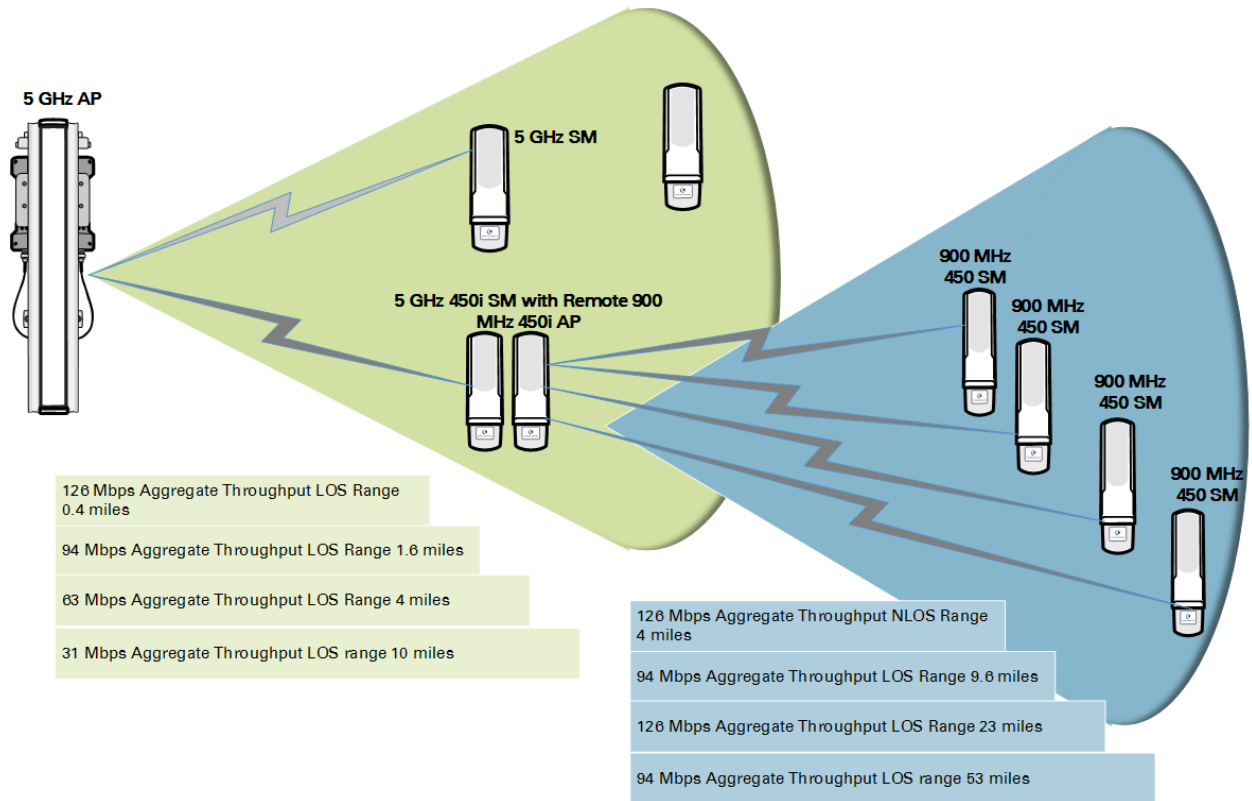 5 GHz AP
5 GHz SM
5 GHz 450i SM with Remote 900
MHz 450i AP
900 MHz
450 SM
900 MHz
450 SM
900 MHz
450 SM
900 MHz
450 SM
126 Mbps Aggregate Throughput LOS Range
0.4 miles
94 Mbps Aggregate Throughput LOS Range 1.6 miles
63 Mbps Aggregate Throughput LOS Range 4 miles
31 Mbps Aggregate Throughput LOS range 10 miles
126 Mbps Aggregate Throughput NLOS Range
4 miles
94 Mbps Aggregate Throughput LOS Range 9.6 miles
126 Mbps Aggregate Throughput LOS Range 23 miles
94 Mbps Aggregate Throughput LOS range 53 miles